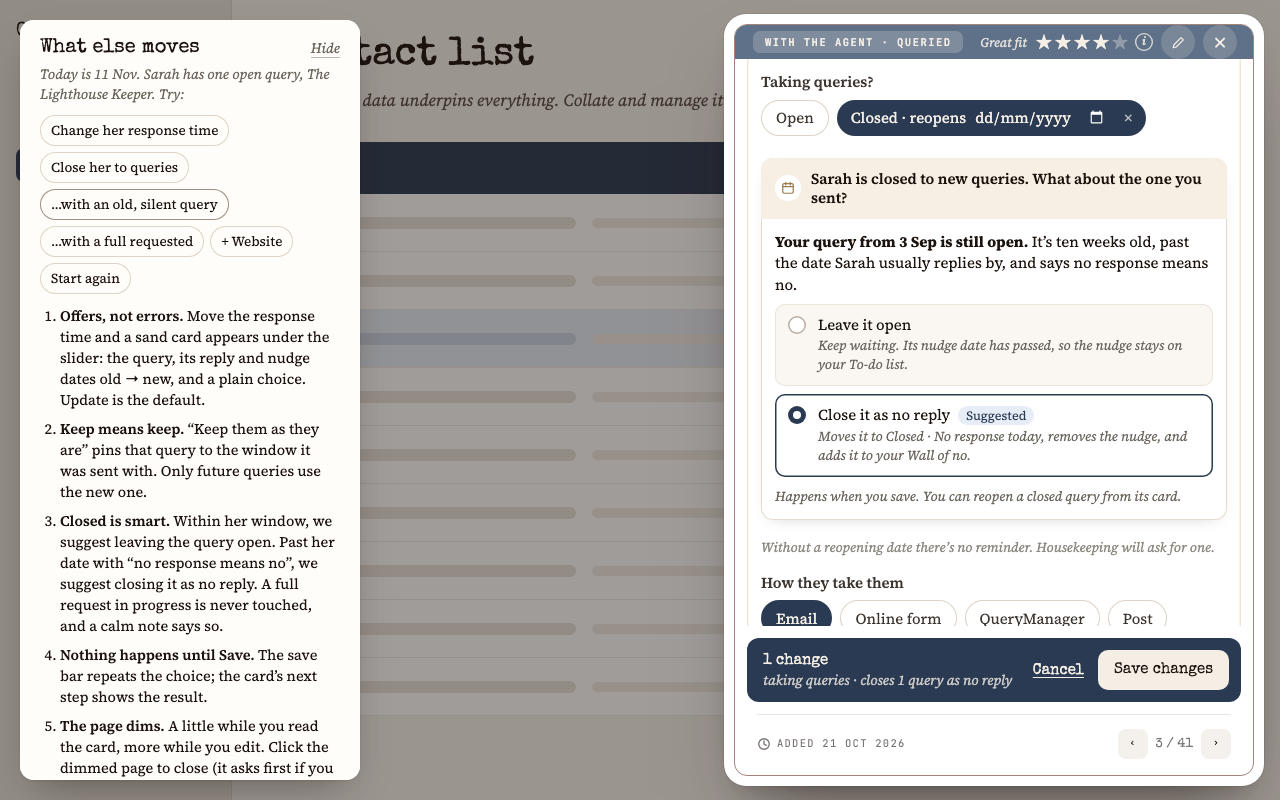 What else moves
Hide
Today is 11 Nov. Sarah has one open query, The
Lighthouse Keeper. Try:
Change her response time
Close her to queries
…with an old, silent query
…with a full requested
+ Website
Start again
1. Offers, not errors. Move the response
time and a sand card appears under the
slider: the query, its reply and nudge
dates old → new, and a plain choice.
Update is the default.
2. Keep means keep. “Keep them as they
are” pins that query to the window it
was sent with. Only future queries use
the new one.
3. Closed is smart. Within her window, we
suggest leaving the query open. Past her
date with “no response means no”, we
suggest closing it as no reply. A full
request in progress is never touched,
and a calm note says so.
4. Nothing happens until Save. The save
bar repeats the choice; the card’s next
step shows the result.
5. The page dims. A little while you read
the card, more while you edit. Click the
dimmed page to close (it asks first if you
tact list
data underpins everything. Collate and manage it
WITH THE AGENT · QUERIED
Great fit
Taking queries?
Open
Closed · reopens dd/mm/yyyy ×
Sarah is closed to new queries. What about the one you
sent?
Your query from 3 Sep is still open. It’s ten weeks old, past
the date Sarah usually replies by, and says no response means
no.
Leave it open
Keep waiting. Its nudge date has passed, so the nudge stays on
your To-do list.
Close it as no reply Suggested
Moves it to Closed · No response today, removes the nudge, and
adds it to your Wall of no.
Happens when you save. You can reopen a closed query from its card.
Without a reopening date there’s no reminder. Housekeeping will ask for one.
How they take them
Email
Online form
QueryManager
Post
1 change
taking queries · closes 1 query as no reply
Cancel
Save changes
ADDED 21 OCT 2026
‹ 3 / 41 ›